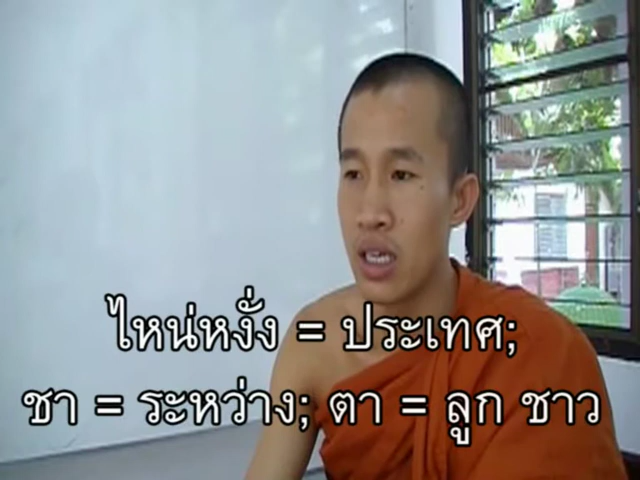 ไหน่หงั่ง = ประเทศ;
ชา = ระหว่าง; ตา = ลูก ชาว